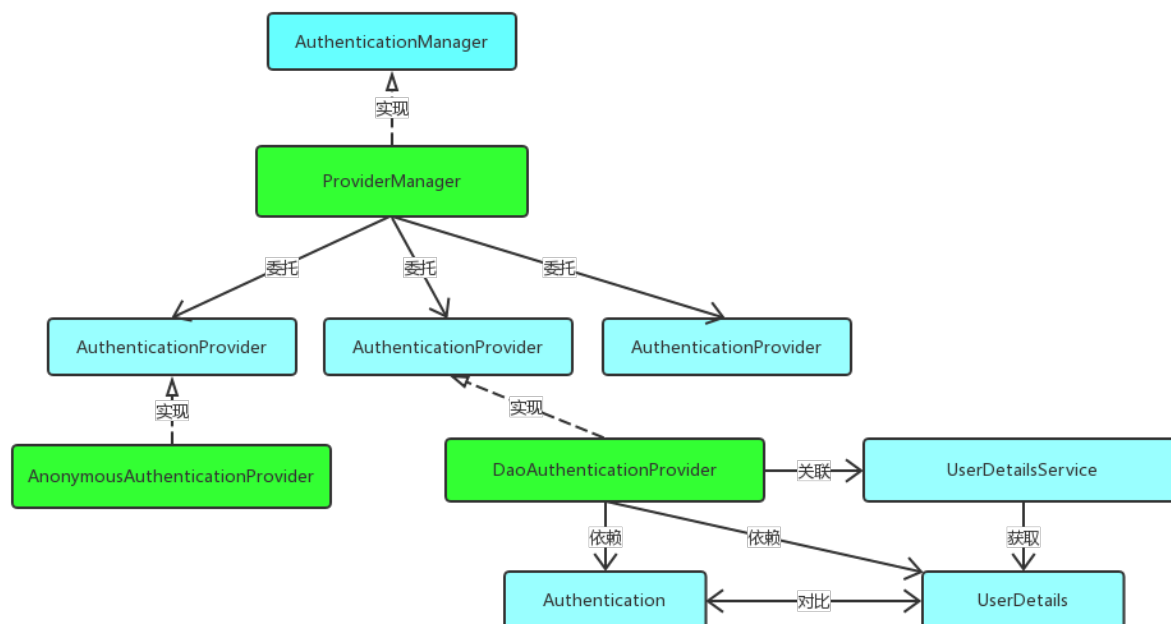 AuthenticationManager
实现
ProviderManager
委托
委托
委托
AuthenticationProvider
AuthenticationProvider
AuthenticationProvider
实现
实现
AnonymousAuthenticationProvider
DaoAuthenticationProvider
关联
UserDetailsService
依赖
依赖
获取
Authentication
对比
UserDetails